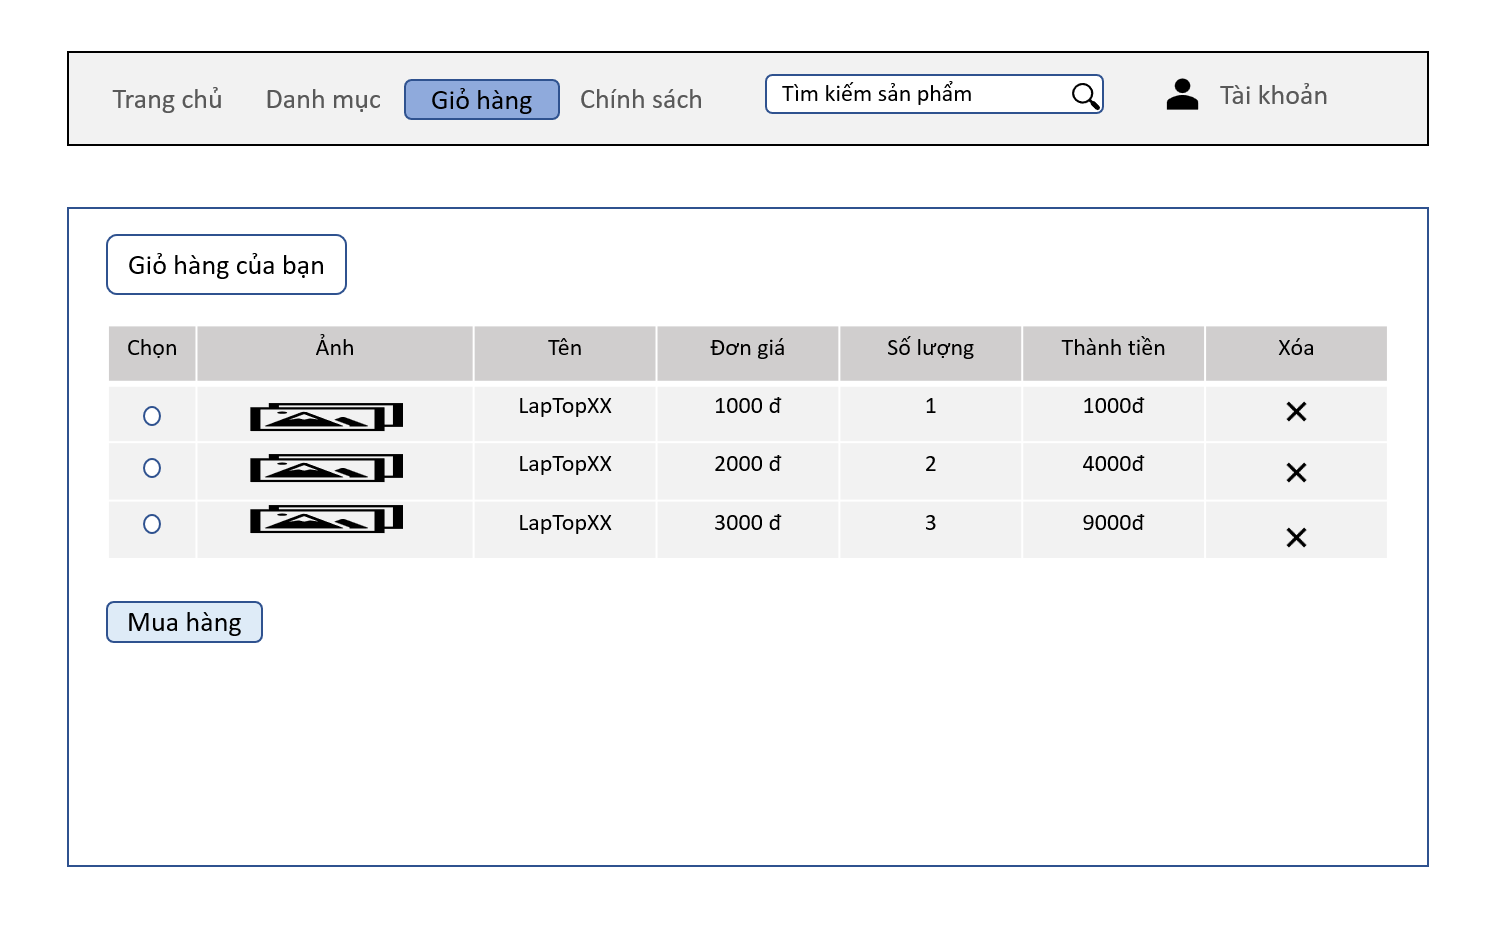 Trang chủ Danh mục Giỏ hàng Chính sách Tìm kiếm sản phẩm Tài khoản
Giỏ hàng của bạn
Chọn Ảnh Tên Đơn giá Số lượng Thành tiền Xóa
LapTopXX 1000 đ 1 1000đ
LapTopXX 2000 đ 2 4000đ
LapTopXX 3000 đ 3 9000đ
Mua hàng